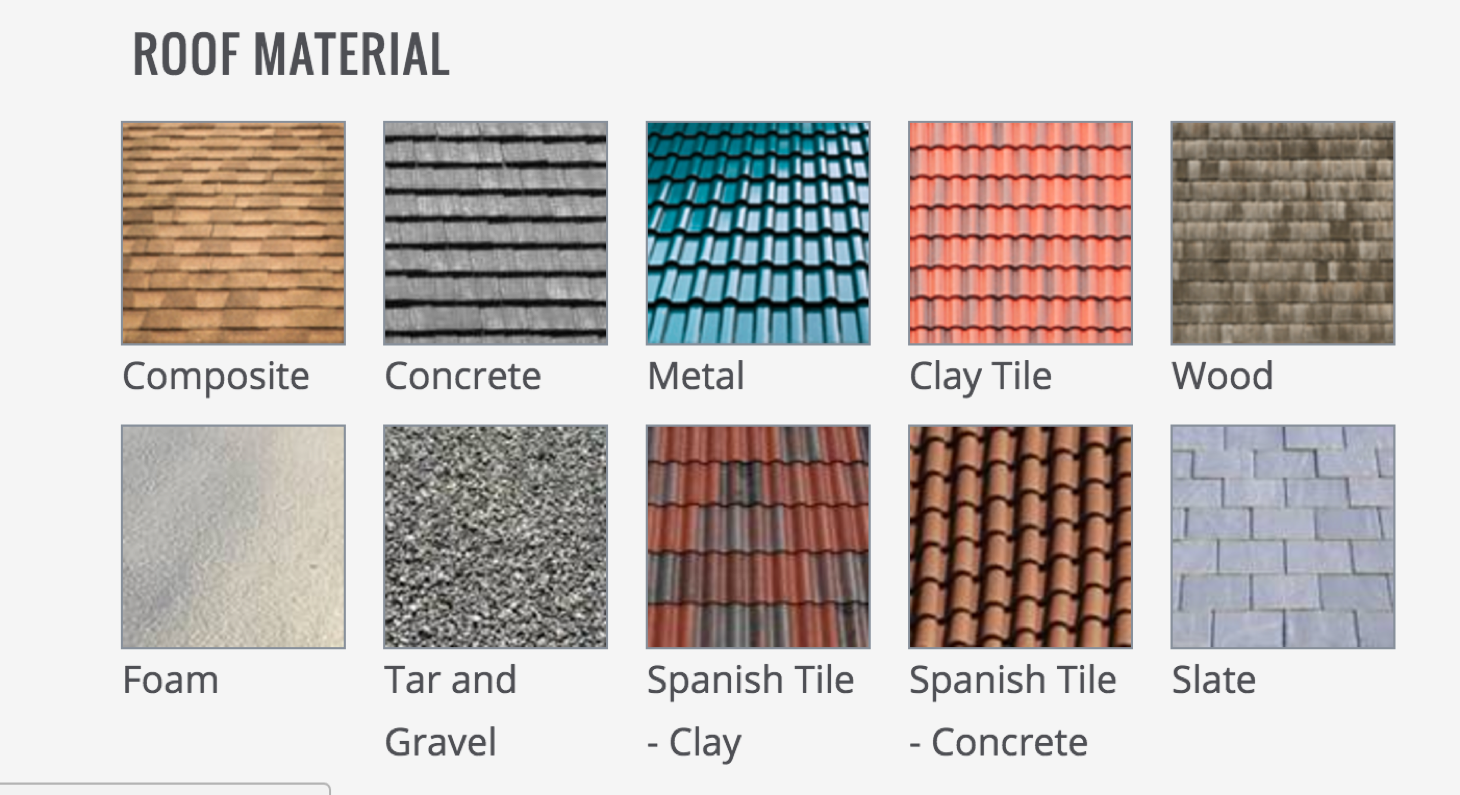 ROOF MATERIAL
Composite
Concrete
Metal
Clay Tile
Wood
Foam
Tar and
Gravel
Spanish Tile
- Clay
Spanish Tile
- Concrete
Slate